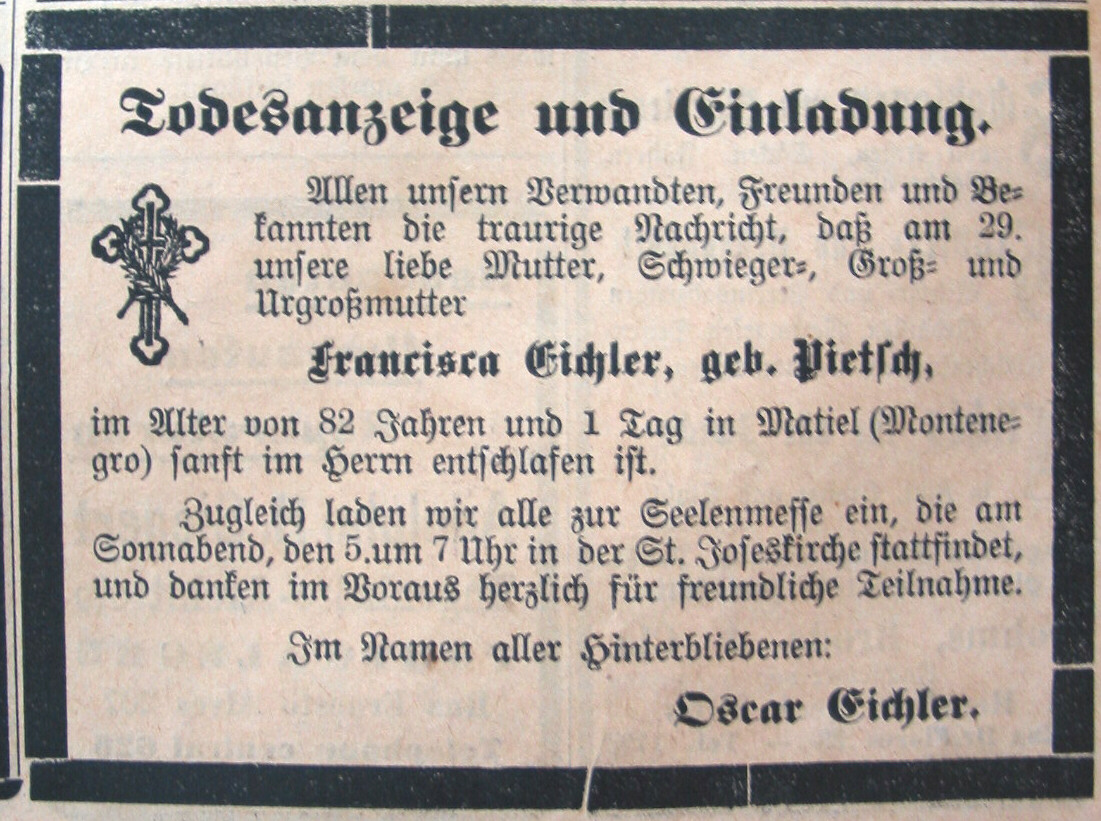 Todesanzeige und Einladung.
Allen unsern Verwandten, Freunden und Be-
kannten die traurige Nachricht, daß am 29.
unsere liebe Mutter, Schwieger-, Groß- und
Urgroßmutter
Francisca Eichler, geb. Pietsch,
im Alter von 82 Jahren und 1 Tag in Matiel (Montene-
gro) sanft im Herrn entschlafen ist.
Zugleich laden wir alle zur Seelenmesse ein, die am
Sonnabend, den 5.um 7 Uhr in der St. Joseskirche stattfindet,
und danken im Voraus herzlich für freundliche Teilnahme.
Im Namen aller Hinterbliebenen:
Oscar Eichler.